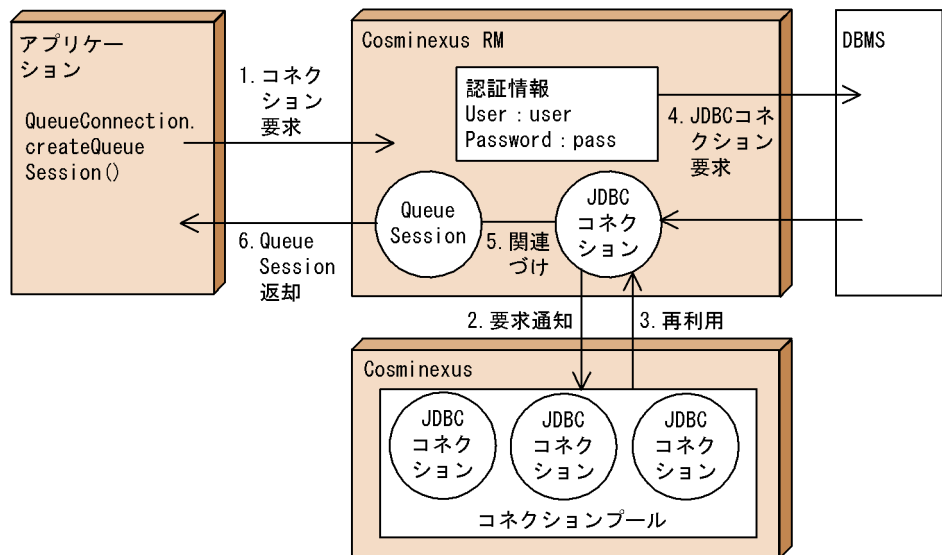 アプリケー
ション
QueueConnection.
createQueue
Session()
1.コネク
ション
要求
Cosminexus RM
認証情報
User：user
Password：pass
4.JDBCコネ
クション
要求
DBMS
Queue
Session
JDBC
コネク
ション
5.関連
づけ
6.Queue
Session
返却
2.要求通知
3.再利用
Cosminexus
JDBC
コネク
ション
JDBC
コネク
ション
JDBC
コネク
ション
コネクションプール